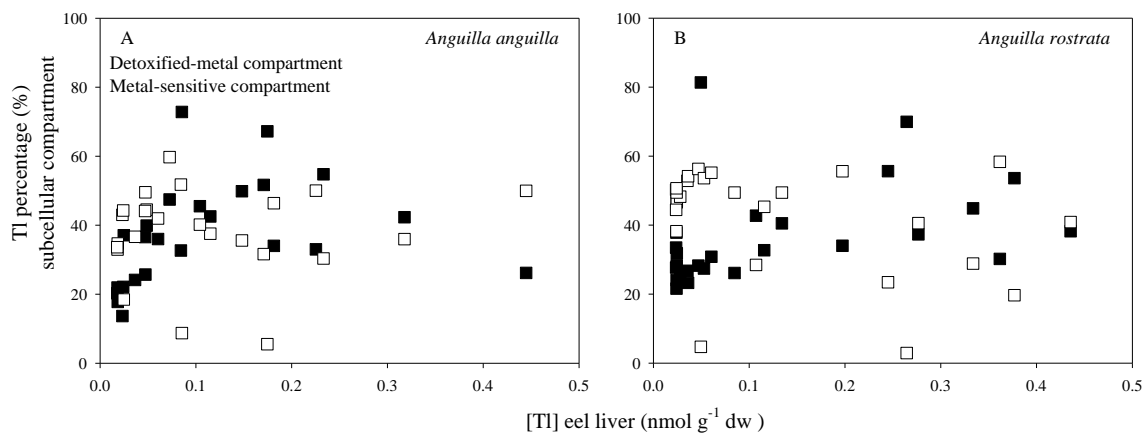 A
Anguilla anguilla
Detoxified-metal compartment
Metal-sensitive compartment
Tl percentage (%)
subcellular compartment
100
80
60
40
20
0
0.0 0.1 0.2 0.3 0.4 0.5
B
Anguilla rostrata
100
80
60
40
20
0
0.0 0.1 0.2 0.3 0.4 0.5
[Tl] eel liver (nmol g⁻¹ dw )